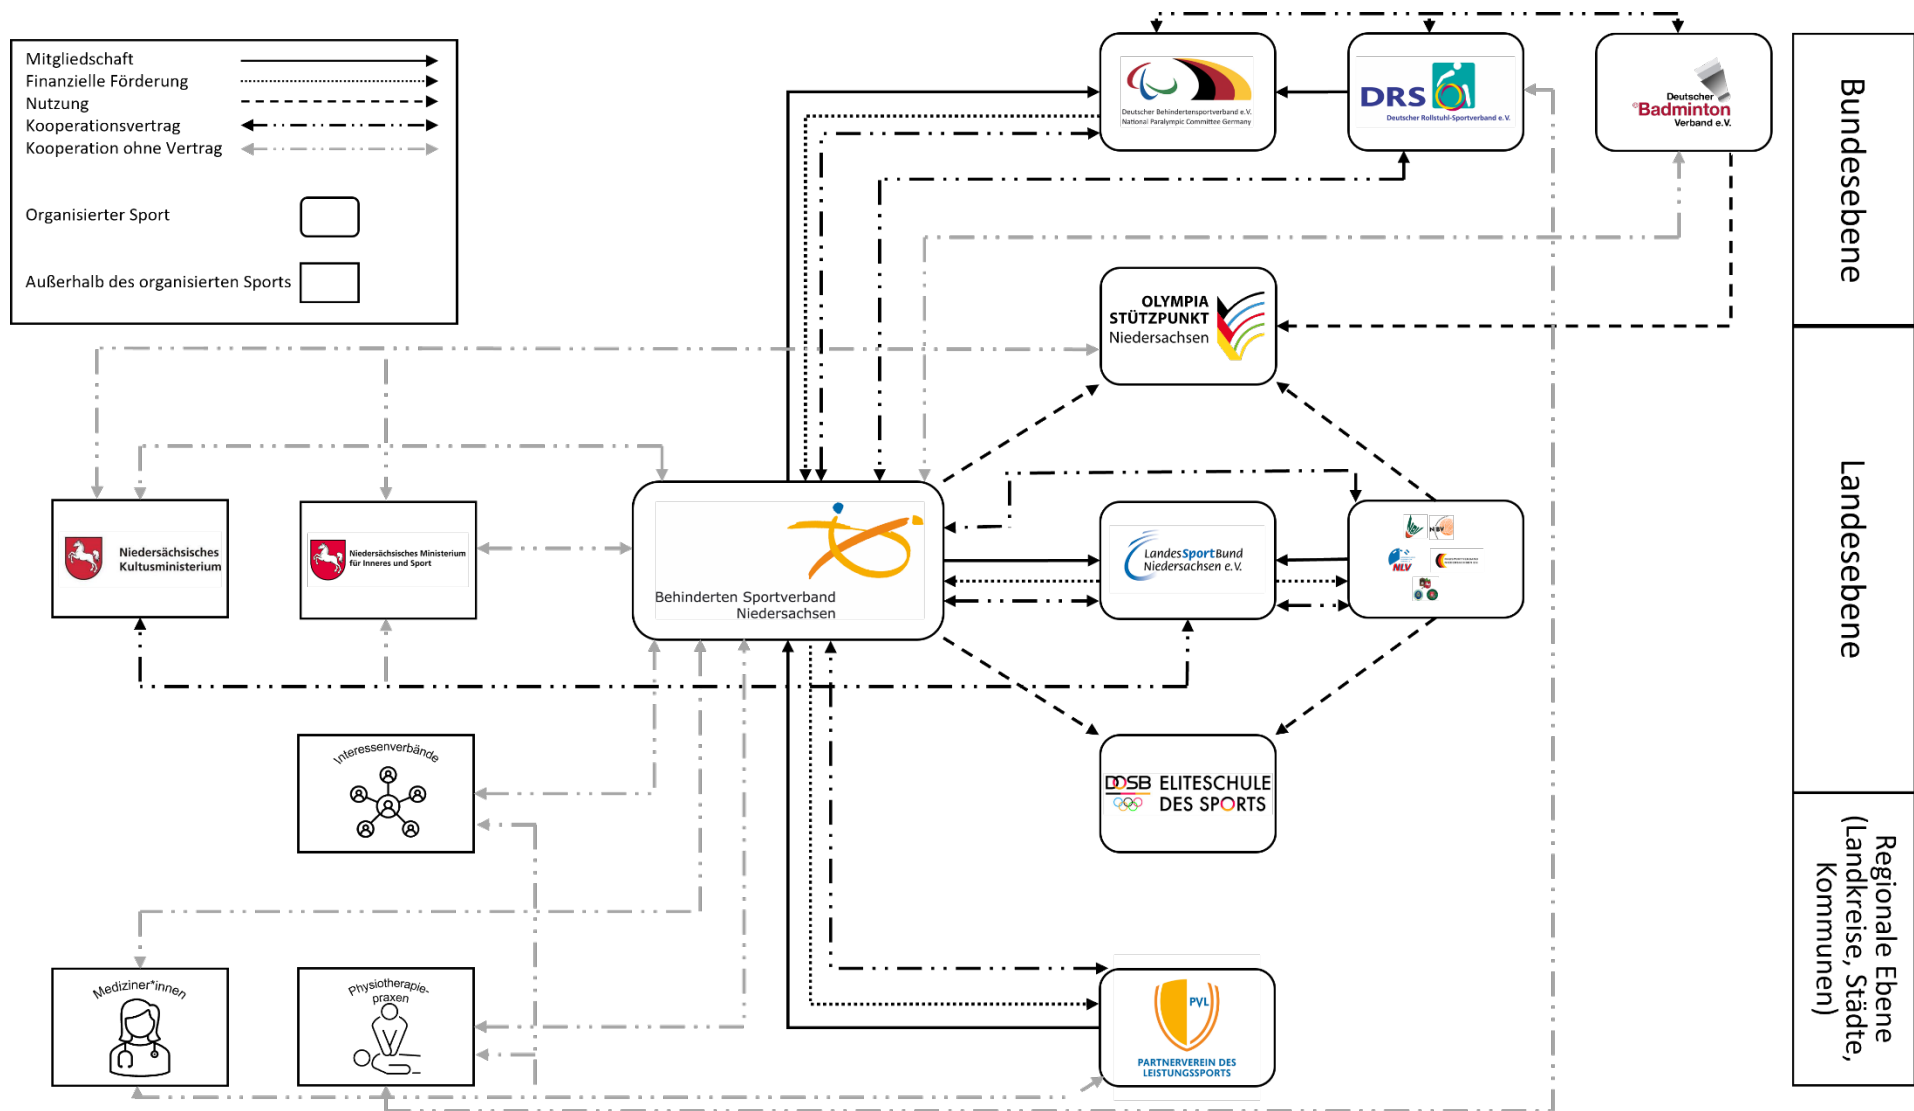 Mitgliedschaft
Finanzielle Förderung
Nutzung
Kooperationsvertrag
Kooperation ohne Vertrag
Organisierter Sport
Außerhalb des organisierten Sports
Deutscher Behindertensportverband e.V.
National Paralympic Committee Germany
DRS
Deutscher Rollstuhl-Sportverband e.V.
Deutscher
Badminton
Verband e.V.
Bundesebene
OLYMPIA
STÜTZPUNKT
Niedersachsen
Landesebene
Niedersächsisches
Kultusministerium
Niedersächsisches Ministerium
für Inneres und Sport
Behinderten Sportverband
Niedersachsen
LandesSportBund
Niedersachsen e.V.
NBV
NLV
Interessenverbände
DOSB ELITESCHULE
DES SPORTS
Regionale Ebene
(Landkreise, Städte,
Kommunen)
Mediziner*innen
Physiotherapie-
praxen
PVL
PARTNERVEREIN DES
LEISTUNGSSPORTS